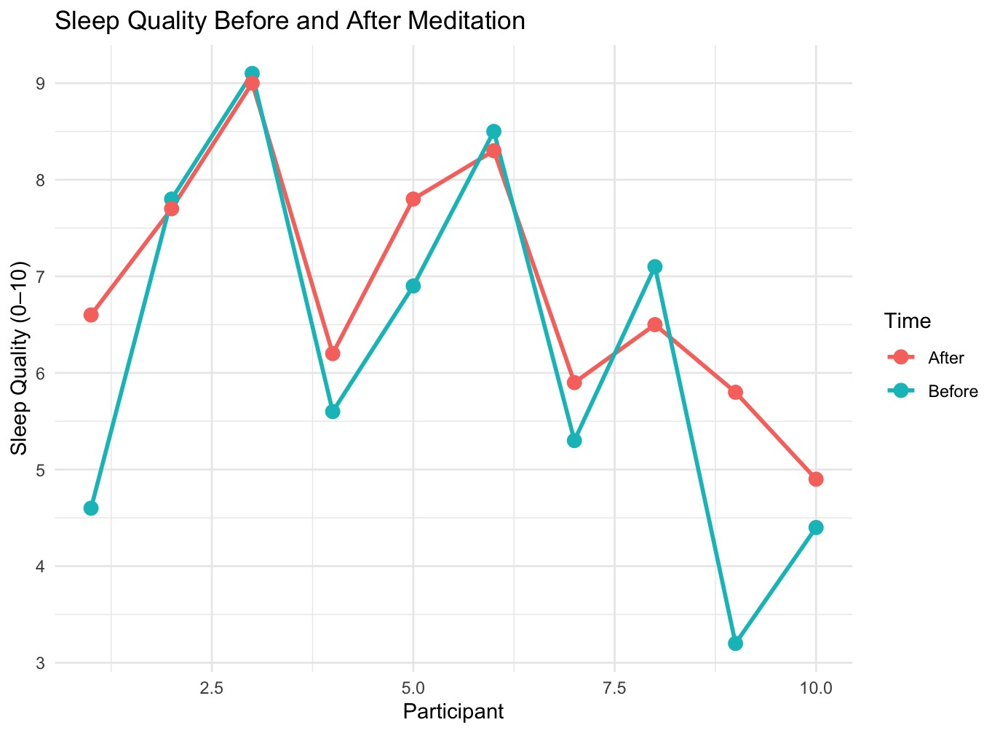 Sleep Quality Before and After Meditation
Sleep Quality (0–10)
9
8
7
6
5
4
3
2.5
5.0
7.5
10.0
Participant
Time
After
Before